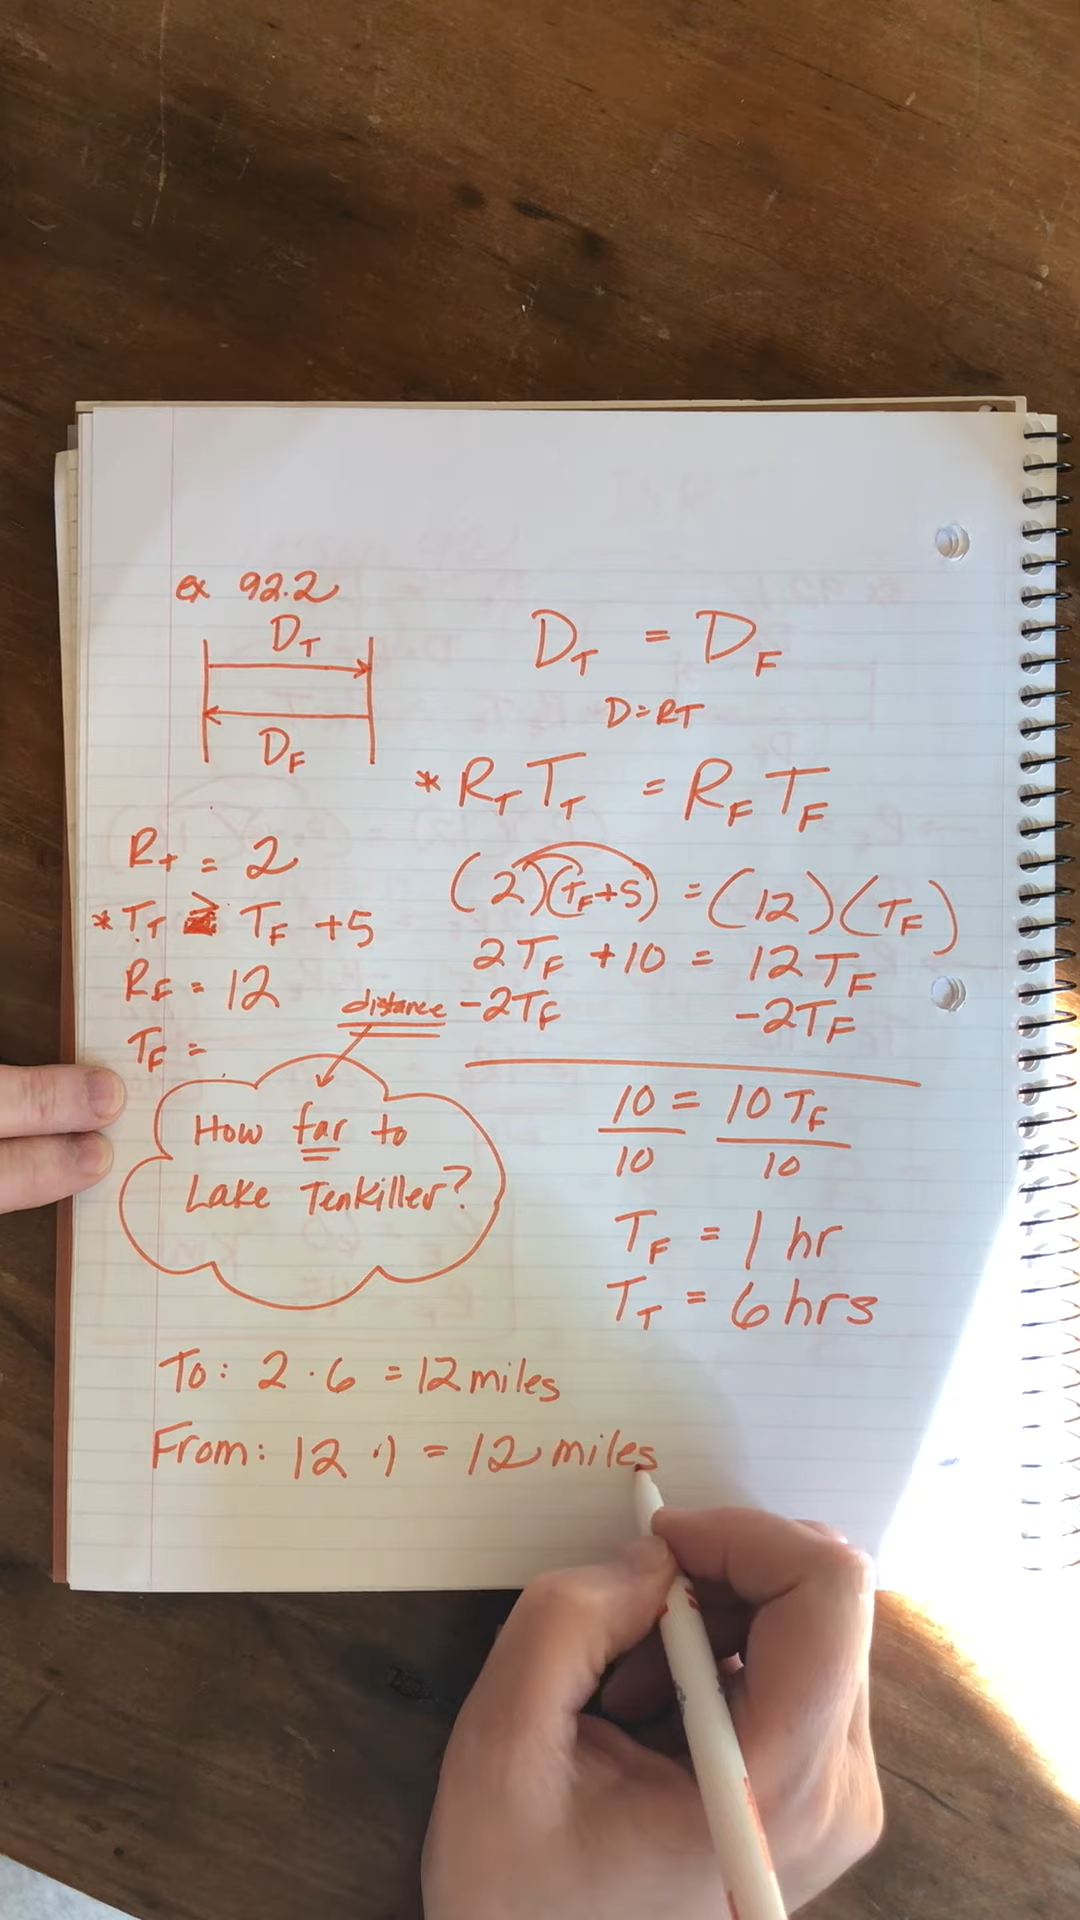 ex 92.2
D_T
D_F
D_T = D_F
D=RT
* R_T T_T = R_F T_F
R_T = 2
* T_T = T_F +5
R_F = 12
T_F =
(2)(T_F+5) = (12)(T_F)
2T_F +10 = 12T_F
-2T_F -2T_F
10 = 10 T_F
10 10
T_F = 1 hr
T_T = 6 hrs
distance
How far to
Lake Tenkiller?
To: 2 · 6 = 12 miles
From: 12 · 1 = 12 miles